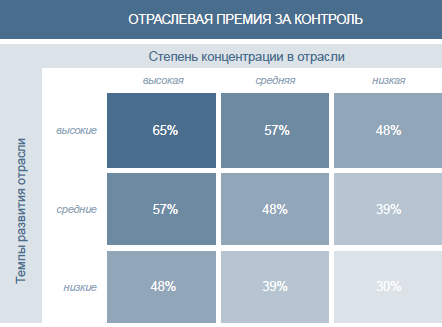 ОТРАСЛЕВАЯ ПРЕМИЯ ЗА КОНТРОЛЬ
Степень концентрации в отрасли
высокая средняя низкая
Темпы развития отрасли
высокие 65% 57% 48%
средние 57% 48% 39%
низкие 48% 39% 30%